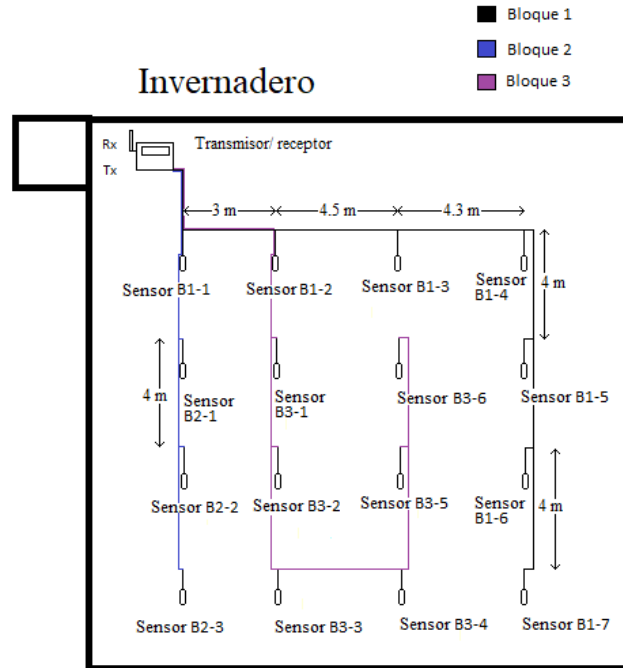 Bloque 1
Bloque 2
Bloque 3
Invernadero
Rx
Transmisor/ receptor
Tx
3 m
4.5 m
4.3 m
Sensor B1-1
Sensor B1-2
Sensor B1-3
Sensor
B1-4
4 m
4 m
Sensor
B2-1
Sensor
B3-1
Sensor B3-6
Sensor B1-5
Sensor B2-2
Sensor B3-2
Sensor B3-5
Sensor
B1-6
4 m
Sensor B2-3
Sensor B3-3
Sensor B3-4
Sensor B1-7